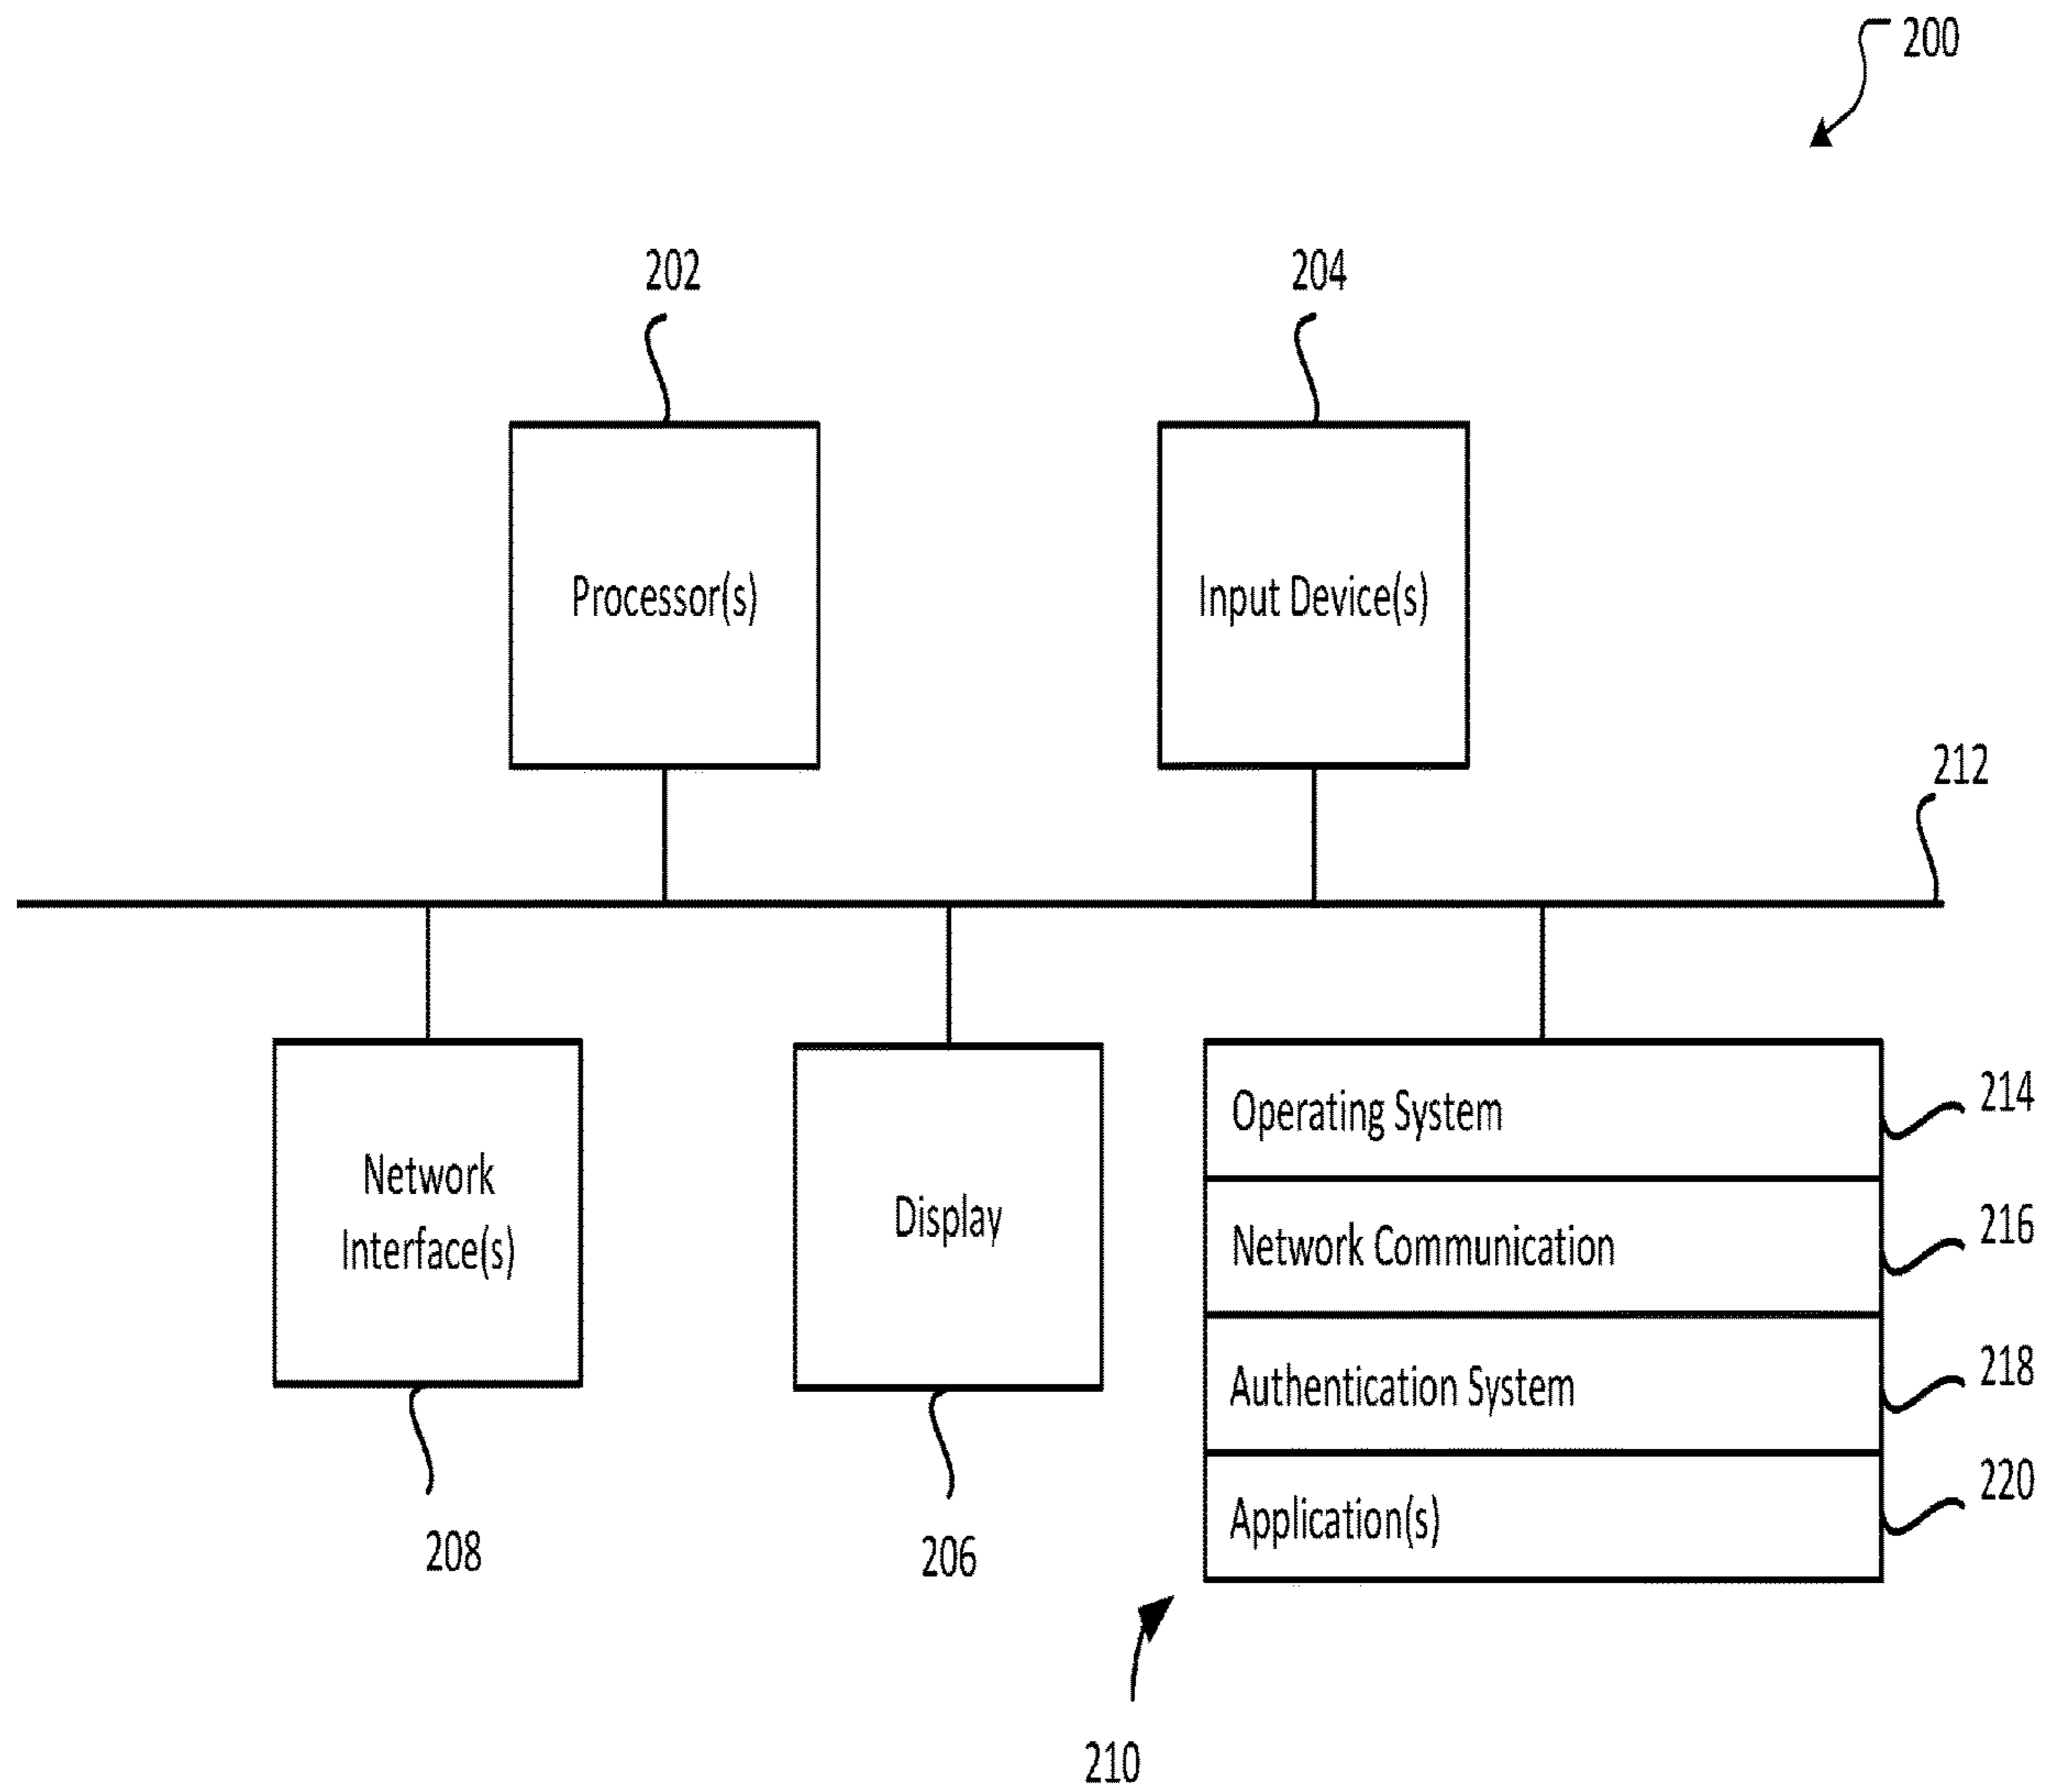 200
202
204
Processor(s)
Input Device(s)
212
Network
Interface(s)
Display
Operating System
214
Network Communication
216
Authentication System
218
Application(s)
220
208
206
210